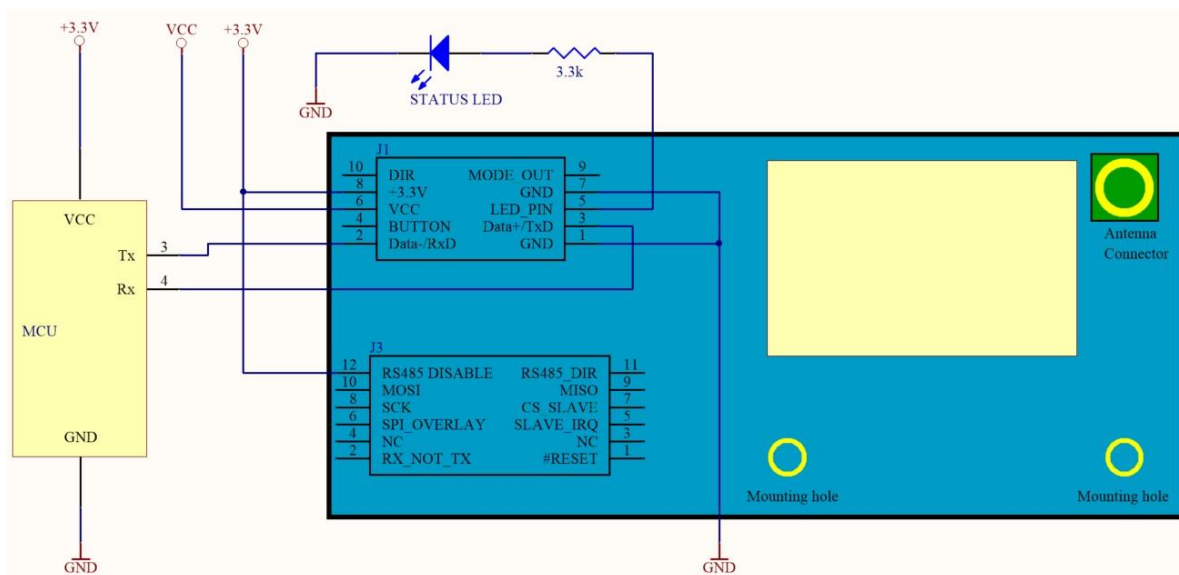 +3.3V
VCC
+3.3V
3.3k
STATUS LED
GND
J1
10 DIR MODE_OUT 9
8 +3.3V GND 7
6 VCC LED_PIN 5
4 BUTTON Data+/TxD 3
2 Data-/RxD GND 1
VCC
Tx 3
Rx 4
MCU
GND
GND
J3
12 RS485 DISABLE RS485_DIR 11
10 MOSI MISO 9
8 SCK CS_SLAVE 7
6 SPI_OVERLAY SLAVE_IRQ 5
4 NC NC 3
2 RX_NOT_TX #RESET 1
Antenna
Connector
Mounting hole
Mounting hole
GND